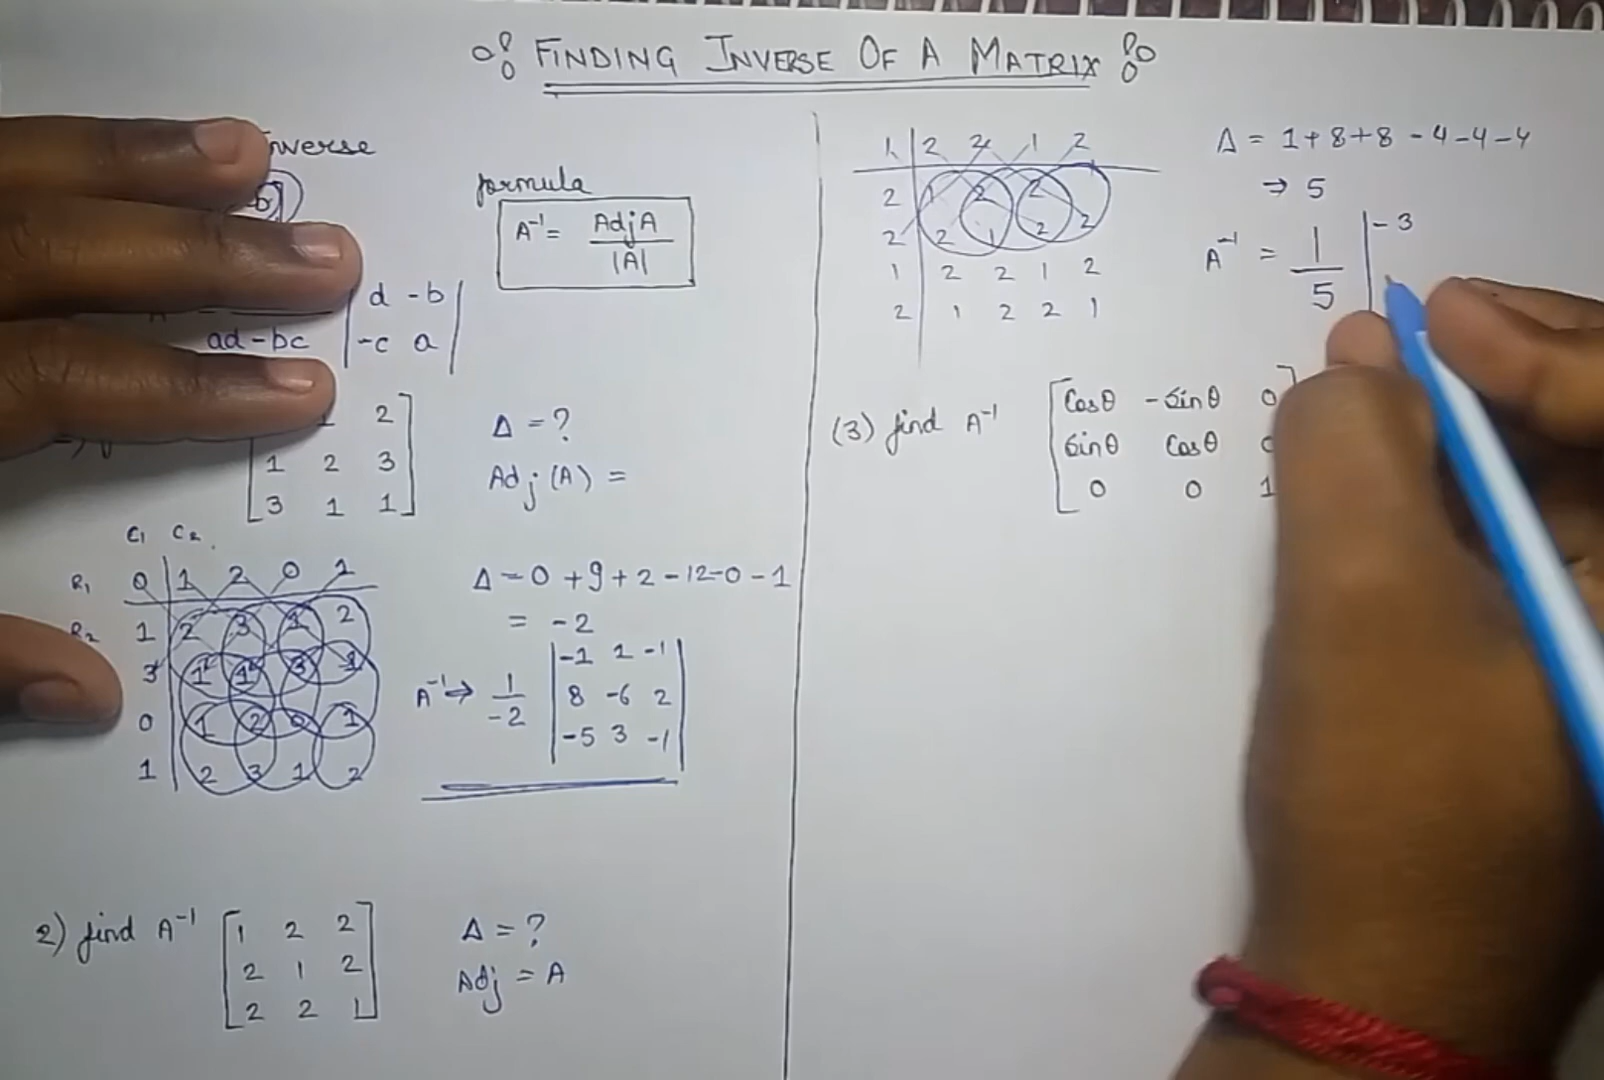 FINDING INVERSE OF A MATRIX
nverse
formula
A⁻¹ = AdjA / |A|
ad-bc
d -b
-c a
2
1 2 3
3 1 1
Δ = ?
Adj(A) =
C₁ C₂
R₁ 0 1 2 0 1
R₂ 1 2 3 1 2
3 1 1 3 1
0 1 2 0 1
1 2 3 1 2
Δ = 0 + 9 + 2 - 12 - 0 - 1
= -2
A⁻¹ ⇒ 1 / -2
-1 1 -1
8 -6 2
-5 3 -1
2) find A⁻¹
1 2 2
2 1 2
2 2 1
Δ = ?
Adj = A
1 2 2 1 2
2 1 2 2
2 2 1 2 2
1 2 2 1 2
2 1 2 2 1
Δ = 1 + 8 + 8 - 4 - 4 - 4
⇒ 5
A⁻¹ = 1 / 5 -3
(3) find A⁻¹
Cosθ -Sinθ 0
Sinθ Cosθ
0 0 1